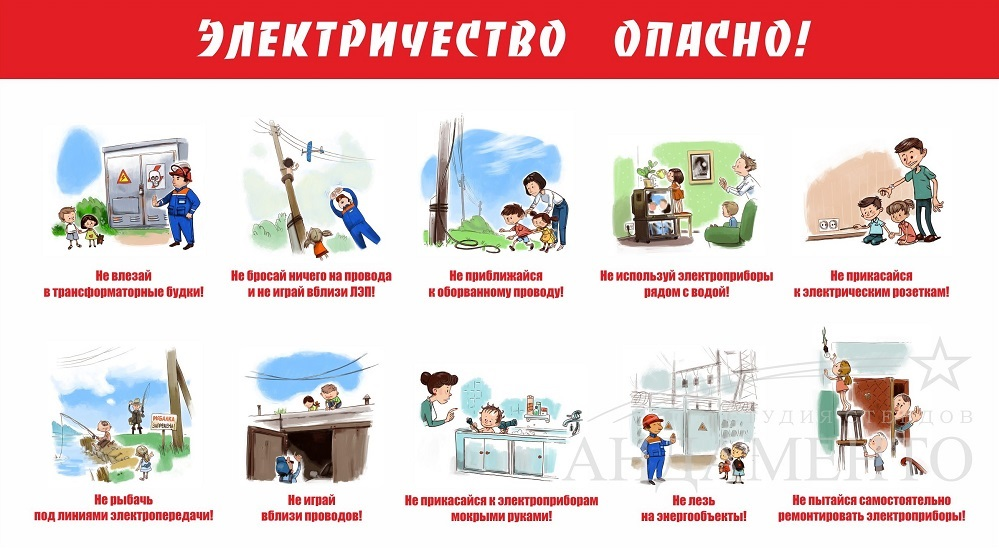 ЭЛЕКТРИЧЕСТВО ОПАСНО!
Не влезай
в трансформаторные будки!
Не бросай ничего на провода
и не играй вблизи ЛЭП!
Не приближайся
к оборванному проводу!
Не используй электроприборы
рядом с водой!
Не прикасайся
к электрическим розеткам!
РЫБАЛКА
ЗАПРЕЩЕНА!
Не рыбачь
под линиями электропередачи!
Не играй
вблизи проводов!
Не прикасайся к электроприборам
мокрыми руками!
Не лезь
на энергообъекты!
Не пытайся самостоятельно
ремонтировать электроприборы!
СТУДИЯ СТЕНДОВ
АНДАМЕНТО